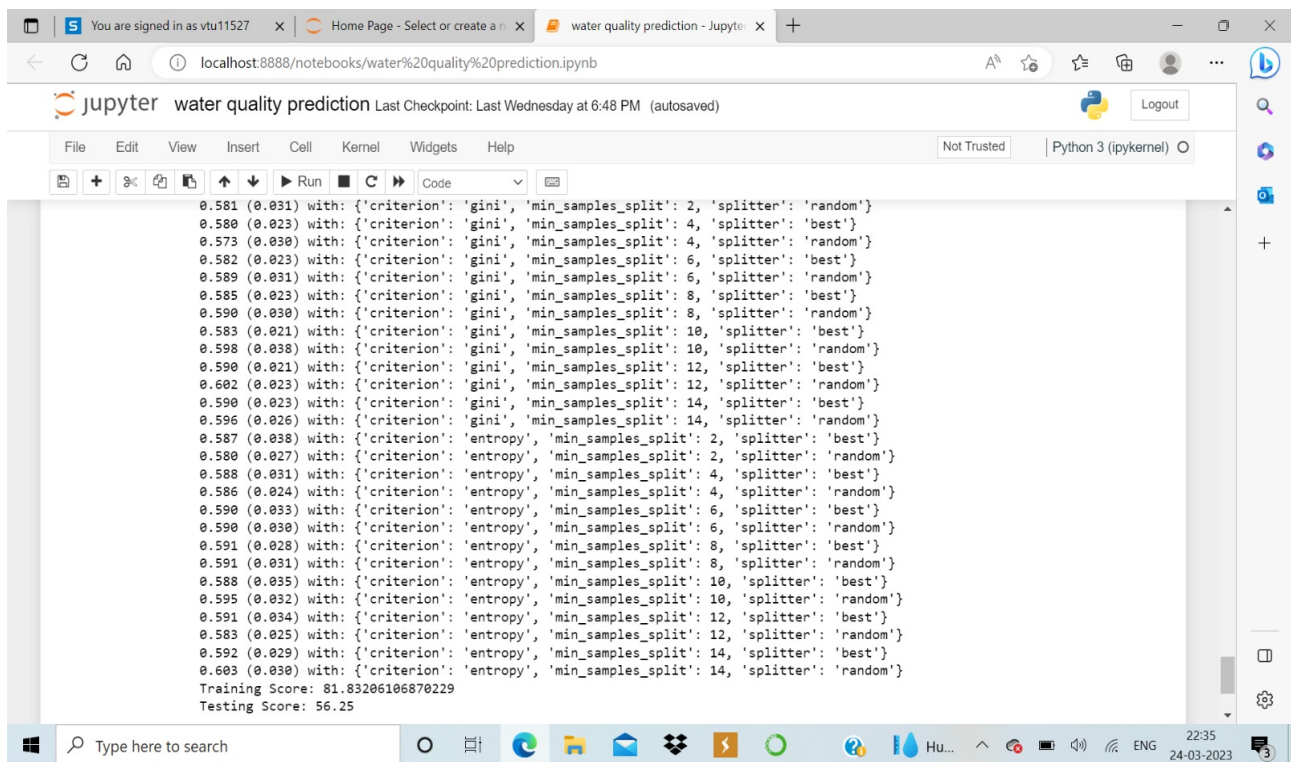 You are signed in as vtu11527
Home Page - Select or create a n
water quality prediction - Jupyter
localhost:8888/notebooks/water%20quality%20prediction.ipynb
jupyter water quality prediction Last Checkpoint: Last Wednesday at 6:48 PM (autosaved)
Logout
File Edit View Insert Cell Kernel Widgets Help
Not Trusted
Python 3 (ipykernel)
Run
Code
0.581 (0.031) with: {'criterion': 'gini', 'min_samples_split': 2, 'splitter': 'random'}
0.580 (0.023) with: {'criterion': 'gini', 'min_samples_split': 4, 'splitter': 'best'}
0.573 (0.030) with: {'criterion': 'gini', 'min_samples_split': 4, 'splitter': 'random'}
0.582 (0.023) with: {'criterion': 'gini', 'min_samples_split': 6, 'splitter': 'best'}
0.589 (0.031) with: {'criterion': 'gini', 'min_samples_split': 6, 'splitter': 'random'}
0.585 (0.023) with: {'criterion': 'gini', 'min_samples_split': 8, 'splitter': 'best'}
0.590 (0.030) with: {'criterion': 'gini', 'min_samples_split': 8, 'splitter': 'random'}
0.583 (0.021) with: {'criterion': 'gini', 'min_samples_split': 10, 'splitter': 'best'}
0.598 (0.038) with: {'criterion': 'gini', 'min_samples_split': 10, 'splitter': 'random'}
0.590 (0.021) with: {'criterion': 'gini', 'min_samples_split': 12, 'splitter': 'best'}
0.602 (0.023) with: {'criterion': 'gini', 'min_samples_split': 12, 'splitter': 'random'}
0.590 (0.023) with: {'criterion': 'gini', 'min_samples_split': 14, 'splitter': 'best'}
0.596 (0.026) with: {'criterion': 'gini', 'min_samples_split': 14, 'splitter': 'random'}
0.587 (0.038) with: {'criterion': 'entropy', 'min_samples_split': 2, 'splitter': 'best'}
0.580 (0.027) with: {'criterion': 'entropy', 'min_samples_split': 2, 'splitter': 'random'}
0.588 (0.031) with: {'criterion': 'entropy', 'min_samples_split': 4, 'splitter': 'best'}
0.586 (0.024) with: {'criterion': 'entropy', 'min_samples_split': 4, 'splitter': 'random'}
0.590 (0.033) with: {'criterion': 'entropy', 'min_samples_split': 6, 'splitter': 'best'}
0.590 (0.030) with: {'criterion': 'entropy', 'min_samples_split': 6, 'splitter': 'random'}
0.591 (0.028) with: {'criterion': 'entropy', 'min_samples_split': 8, 'splitter': 'best'}
0.591 (0.031) with: {'criterion': 'entropy', 'min_samples_split': 8, 'splitter': 'random'}
0.588 (0.035) with: {'criterion': 'entropy', 'min_samples_split': 10, 'splitter': 'best'}
0.595 (0.032) with: {'criterion': 'entropy', 'min_samples_split': 10, 'splitter': 'random'}
0.591 (0.034) with: {'criterion': 'entropy', 'min_samples_split': 12, 'splitter': 'best'}
0.583 (0.025) with: {'criterion': 'entropy', 'min_samples_split': 12, 'splitter': 'random'}
0.592 (0.029) with: {'criterion': 'entropy', 'min_samples_split': 14, 'splitter': 'best'}
0.603 (0.030) with: {'criterion': 'entropy', 'min_samples_split': 14, 'splitter': 'random'}
Training Score: 81.83206106870229
Testing Score: 56.25
Type here to search
Hu...
ENG
22:35
24-03-2023
3